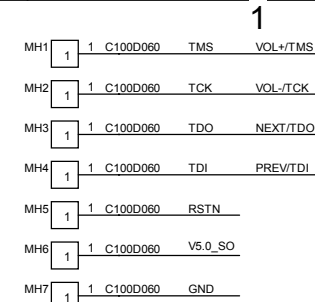 1
MH1 1 1 C100D060 TMS VOL+/TMS
MH2 1 1 C100D060 TCK VOL-/TCK
MH3 1 1 C100D060 TDO NEXT/TDO
MH4 1 1 C100D060 TDI PREV/TDI
MH5 1 1 C100D060 RSTN
MH6 1 1 C100D060 V5.0_SO
MH7 1 1 C100D060 GND